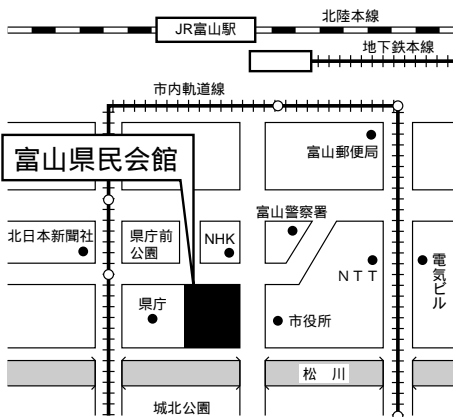 北陸本線
JR富山駅
地下鉄本線
市内軌道線
富山県民会館
富山郵便局
富山警察署
北日本新聞社
県庁前
公園
NHK
NTT
電気ビル
県庁
市役所
松川
城北公園